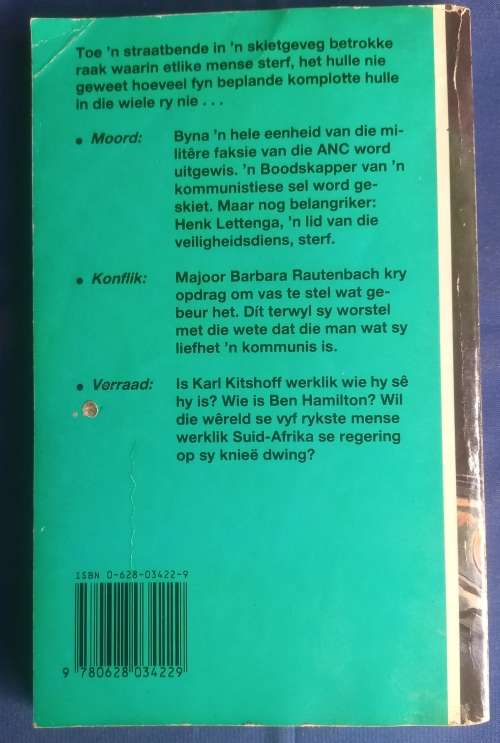 Toe 'n straatbende in 'n skietgeveg betrokke
raak waarin etlike mense sterf, het hulle nie
geweet hoeveel fyn beplande komplotte hulle
in die wiele ry nie . . .
• Moord: Byna 'n hele eenheid van die mi-
litêre faksie van die ANC word
uitgewis. 'n Boodskapper van 'n
kommunistiese sel word ge-
skiet. Maar nog belangriker:
Henk Lettenga, 'n lid van die
veiligheidsdiens, sterf.
• Konflik: Majoor Barbara Rautenbach kry
opdrag om vas te stel wat ge-
beur het. Dít terwyl sy worstel
met die wete dat die man wat sy
liefhet 'n kommunis is.
• Verraad: Is Karl Kitshoff werklik wie hy sê
hy is? Wie is Ben Hamilton? Wil
die wêreld se vyf rykste mense
werklik Suid-Afrika se regering
op sy knieë dwing?
ISBN 0-628-03422-9
9 780628 034229